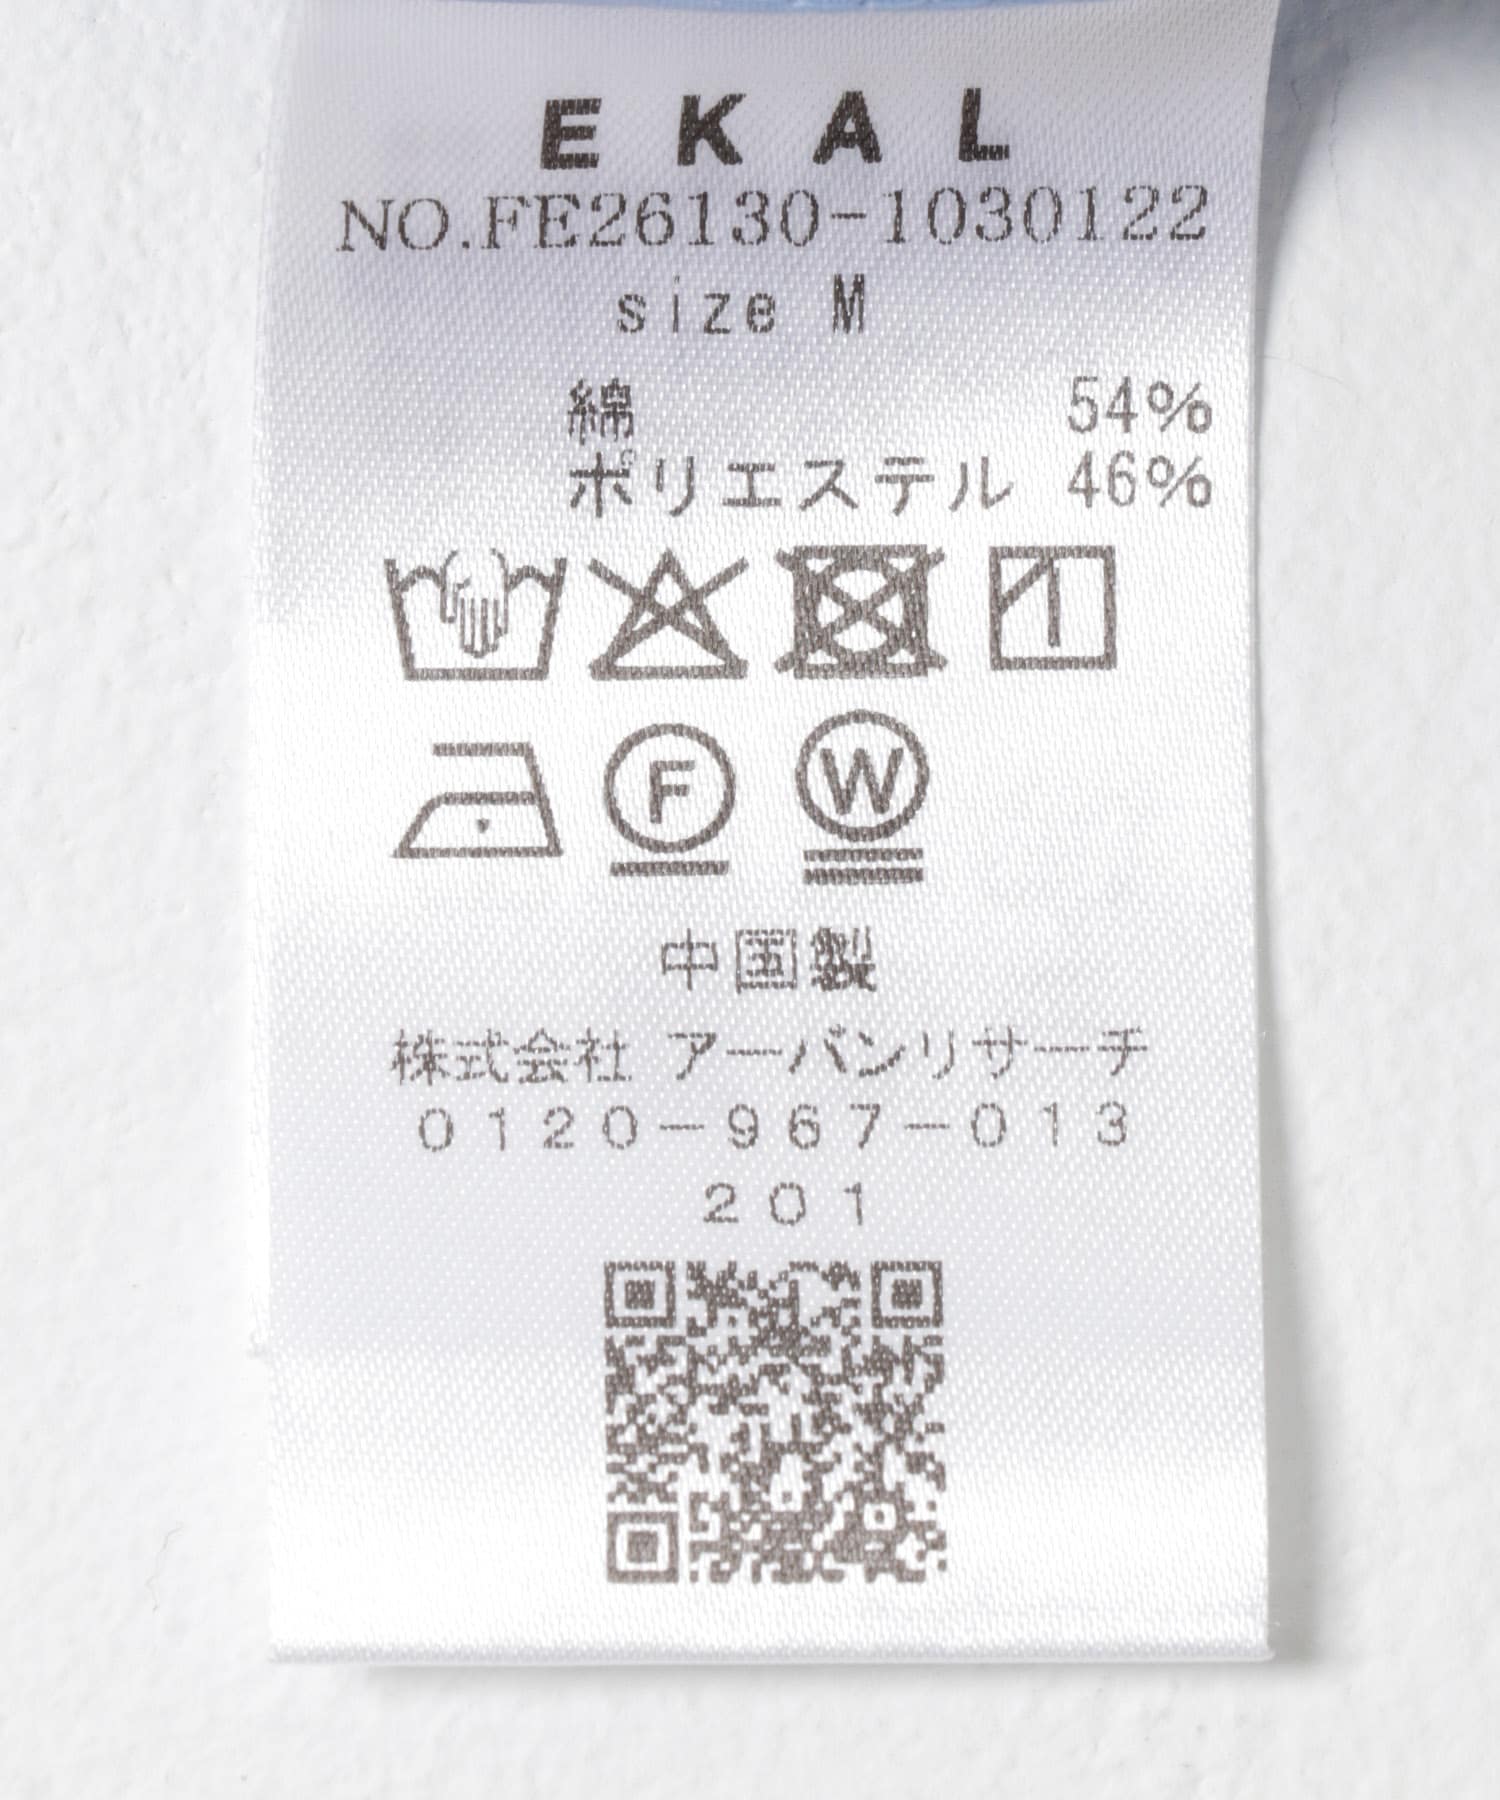 EKAL
NO.FE26130-1030122
size M
綿 54%
ポリエステル 46%
F W
中国製
株式会社 アーバンリサーチ
0120-967-013
201